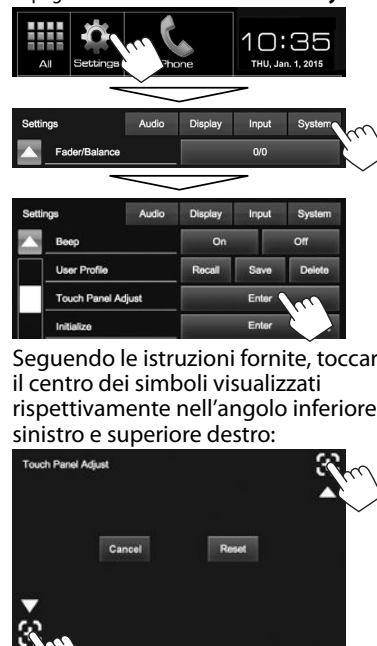 All Settings Phone 10:35
THU, Jan. 1, 2015
Settings Audio Display Input System
Fader/Balance 0/0
Settings Audio Display Input System
Beep On Off
User Profile Recall Save Delete
Touch Panel Adjust Enter
Initialize Enter
Seguendo le istruzioni fornite, toccar
il centro dei simboli visualizzati
rispettivamente nell’angolo inferiore
sinistro e superiore destro:
Touch Panel Adjust
Cancel Reset